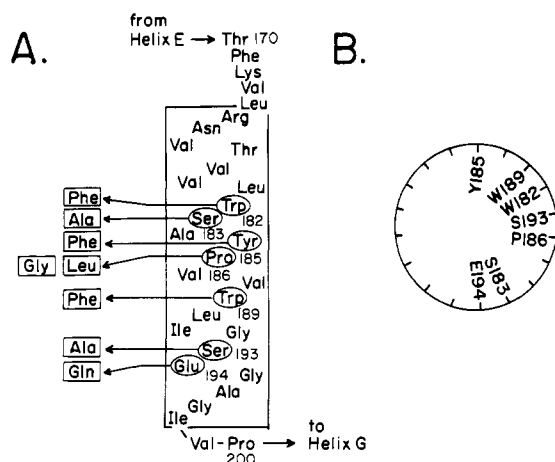 A.
B.
from
Helix E → Thr 170
Phe
Lys
Val
Leu
Arg
Asn
Val
Thr
Val
Val
Leu
Phe Trp 182
Ala Ser 183
Phe Ala Tyr 185
Gly Leu Pro 186
Val
Val
Phe Trp 189
Leu
Ile
Gly
Ala Ser 193
Gln Glu 194
Gly
Ala
Gly
Ile
Val-Pro 200 → to Helix G
Y185
W189
W182
S193
P186
S183
E194